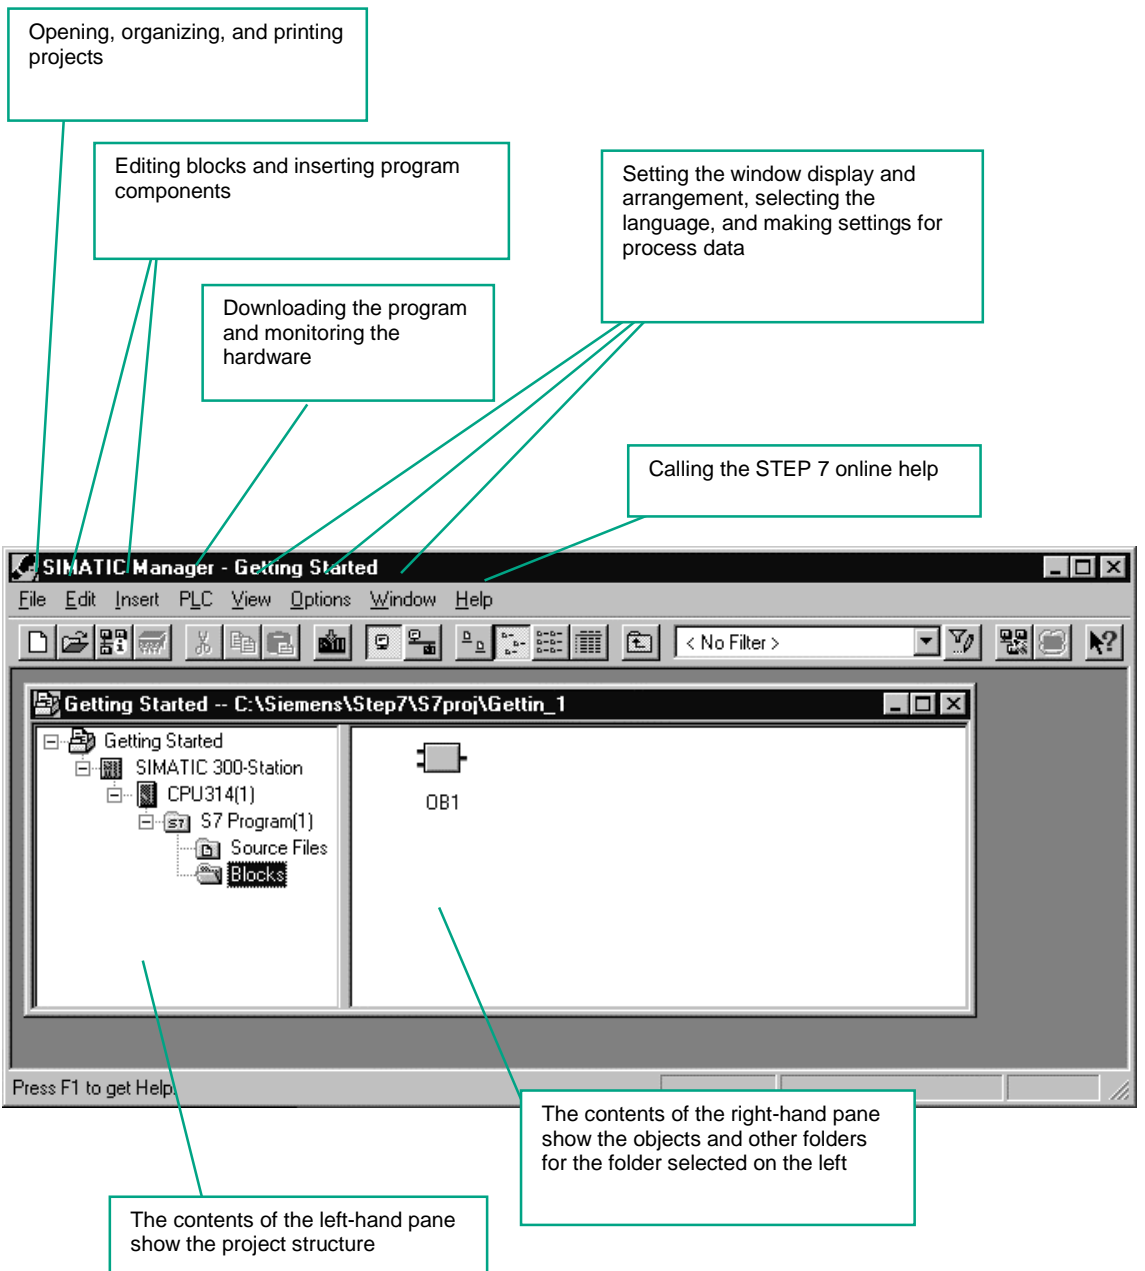 Opening, organizing, and printing
projects
Editing blocks and inserting program
components
Setting the window display and
arrangement, selecting the
language, and making settings for
process data
Downloading the program
and monitoring the
hardware
Calling the STEP 7 online help
SIMATIC Manager - Getting Started
File Edit Insert PLC View Options Window Help
< No Filter >
Getting Started -- C:\Siemens\Step7\S7proj\Gettin_1
Getting Started
SIMATIC 300-Station
CPU314(1)
S7 Program(1)
Source Files
Blocks
OB1
Press F1 to get Help.
The contents of the right-hand pane
show the objects and other folders
for the folder selected on the left
The contents of the left-hand pane
show the project structure